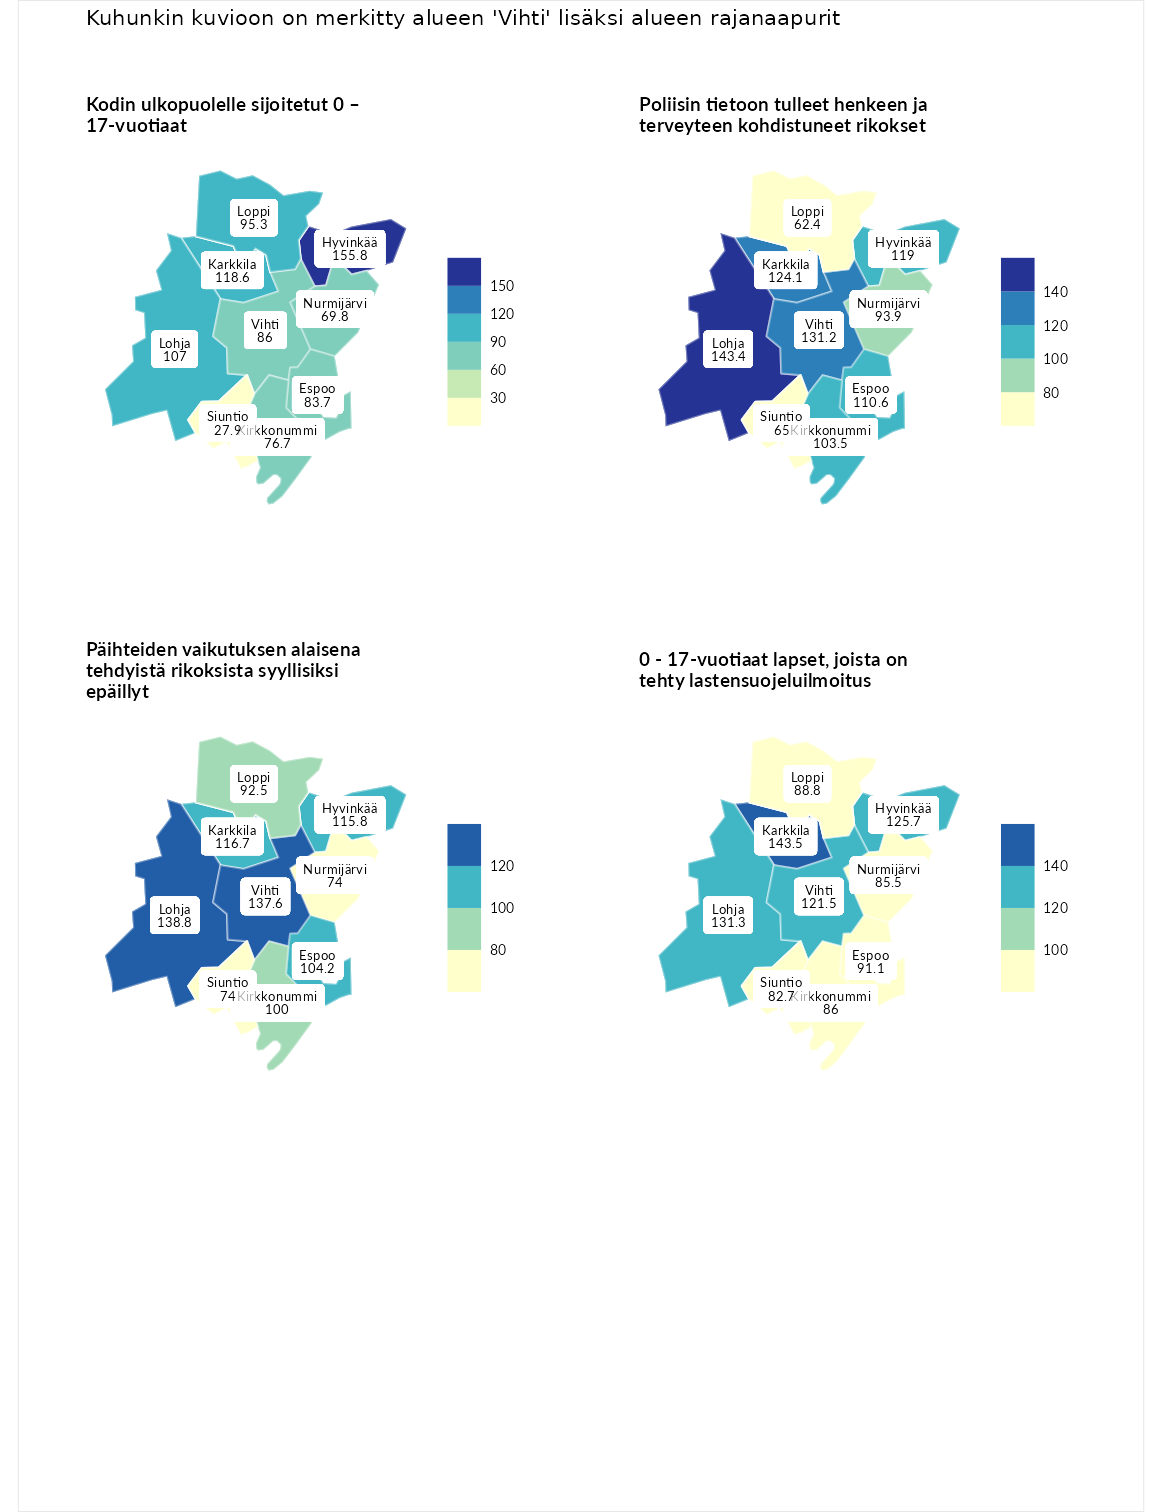 Kuhunkin kuvioon on merkitty alueen 'Vihti' lisäksi alueen rajanaapurit
Kodin ulkopuolelle sijoitetut 0 –
17-vuotiaat
Loppi
95.3
Hyvinkää
155.8
Karkkila
118.6
Nurmijärvi
69.8
Vihti
86
Lohja
107
Espoo
83.7
Siuntio
27.9
Kirkkonummi
76.7
150
120
90
60
30
Poliisin tietoon tulleet henkeen ja
terveyteen kohdistuneet rikokset
Loppi
62.4
Hyvinkää
119
Karkkila
124.1
Nurmijärvi
93.9
Vihti
131.2
Lohja
143.4
Espoo
110.6
Siuntio
65
Kirkkonummi
103.5
140
120
100
80
Päihteiden vaikutuksen alaisena
tehdyistä rikoksista syyllisiksi
epäillyt
Loppi
92.5
Hyvinkää
115.8
Karkkila
116.7
Nurmijärvi
74
Vihti
137.6
Lohja
138.8
Espoo
104.2
Siuntio
74
Kirkkonummi
100
120
100
80
0 - 17-vuotiaat lapset, joista on
tehty lastensuojeluilmoitus
Loppi
88.8
Hyvinkää
125.7
Karkkila
143.5
Nurmijärvi
85.5
Vihti
121.5
Lohja
131.3
Espoo
91.1
Siuntio
82.7
Kirkkonummi
86
140
120
100